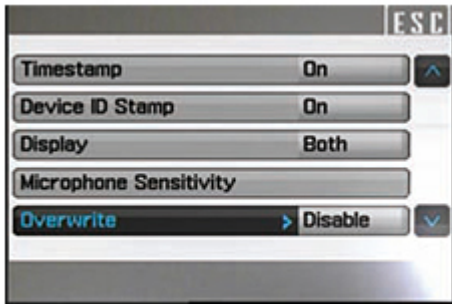 ESC
Timestamp On
Device ID Stamp On
Display Both
Microphone Sensitivity
Overwrite > Disable